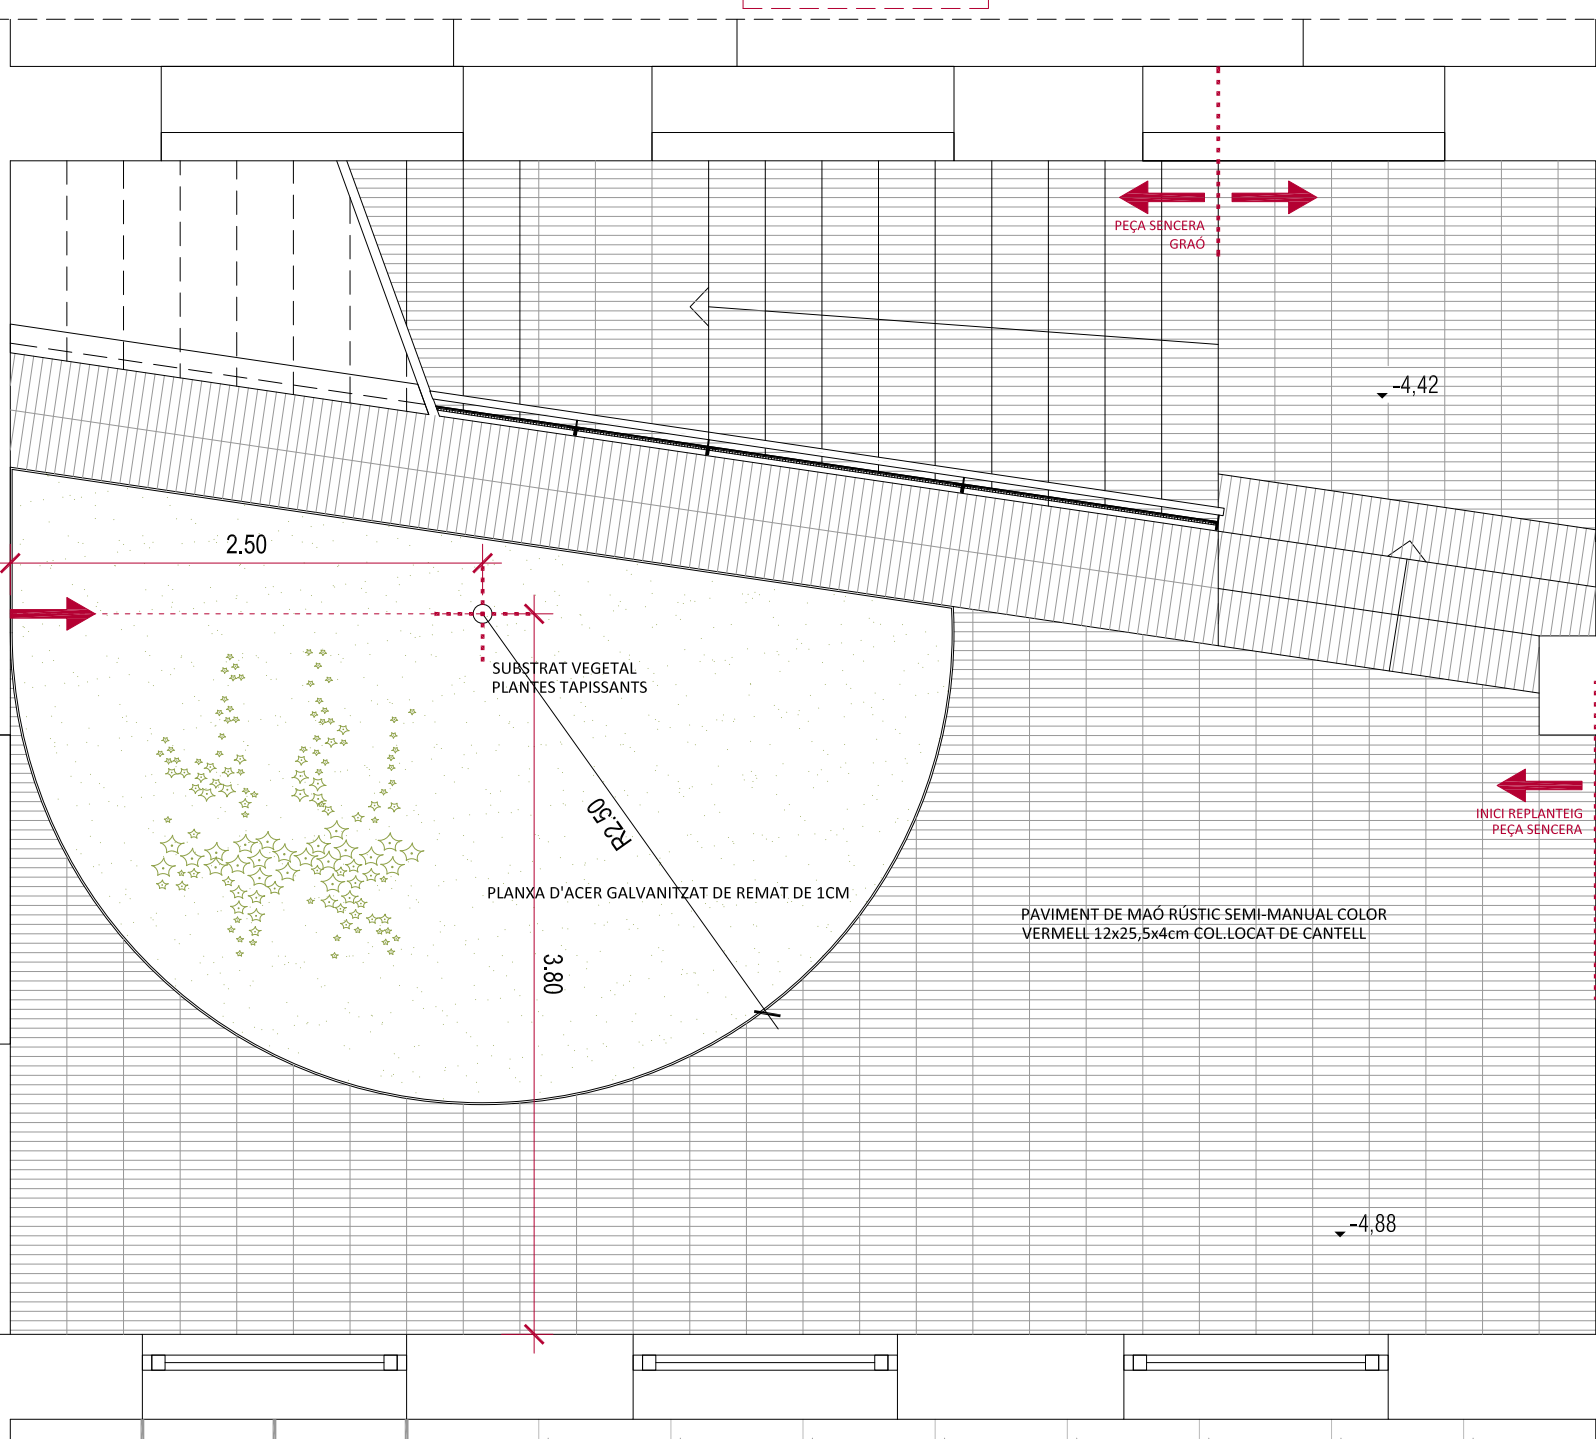 PEÇA SENCERA
GRAÓ
-4,42
2.50
SUBSTRAT VEGETAL
PLANTES TAPISSANTS
R2.50
INICI REPLANTEIG
PEÇA SENCERA
PLANXA D'ACER GALVANITZAT DE REMAT DE 1CM
PAVIMENT DE MAÓ RÚSTIC SEMI-MANUAL COLOR
VERMELL 12x25,5x4cm COL.LOCAT DE CANTELL
3.80
-4,88